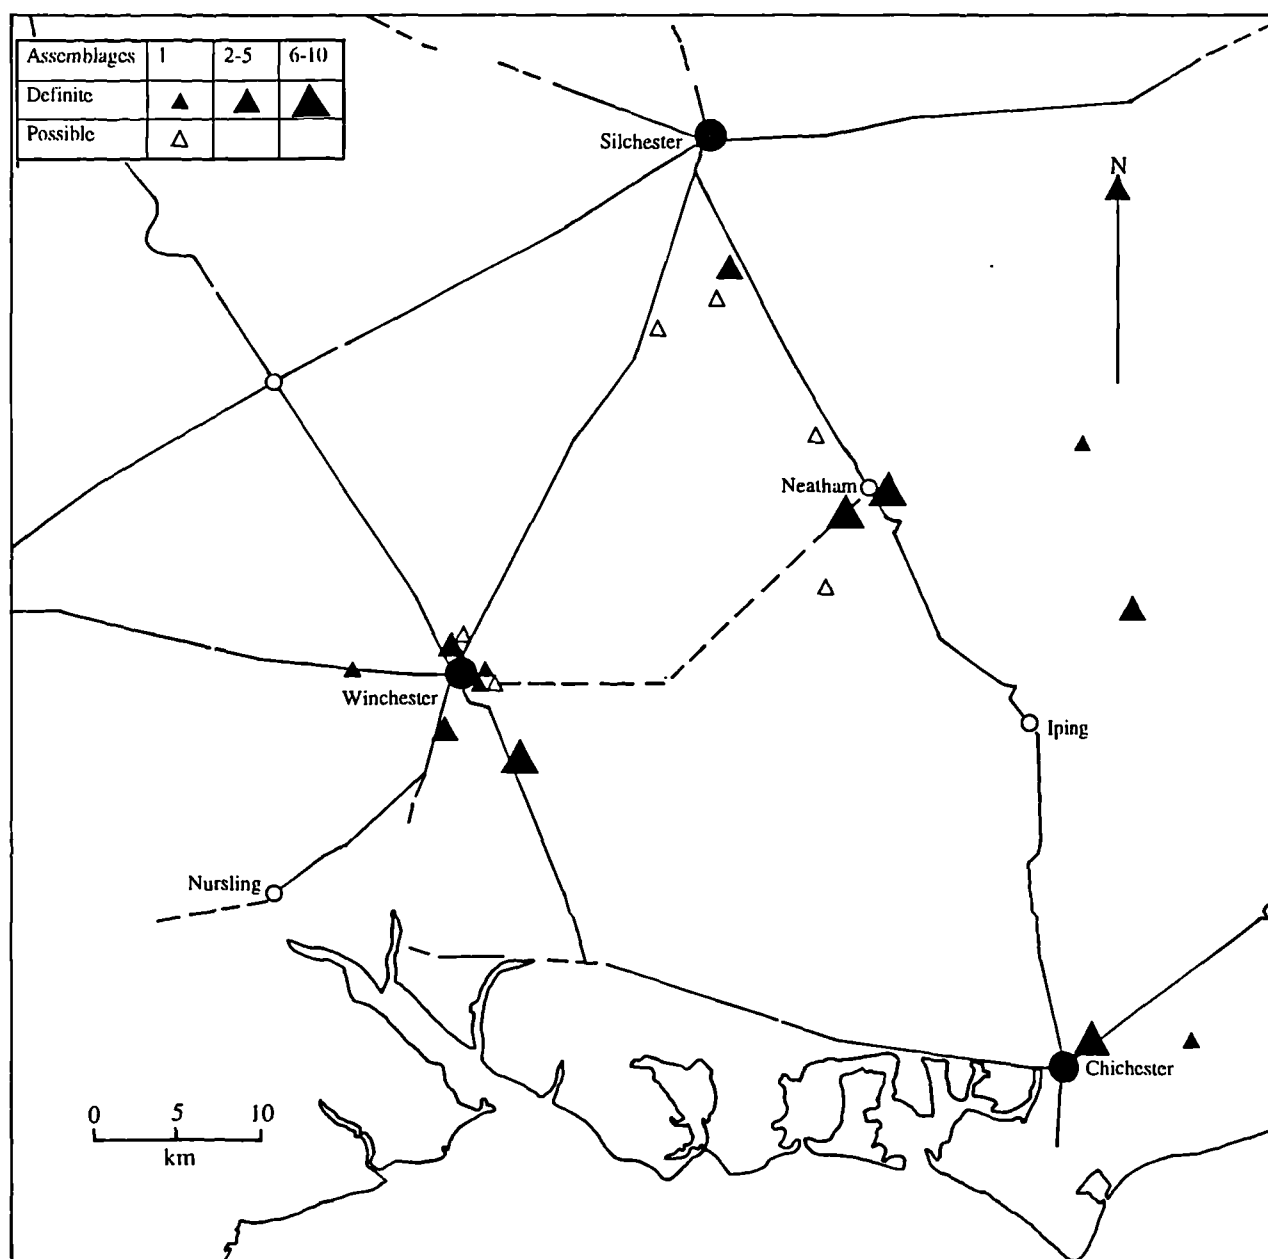 Assemblages 1 2-5 6-10
Definite
Possible
Silchester
N
Neatham
Winchester
Iping
Nursling
Chichester
0 5 10
km